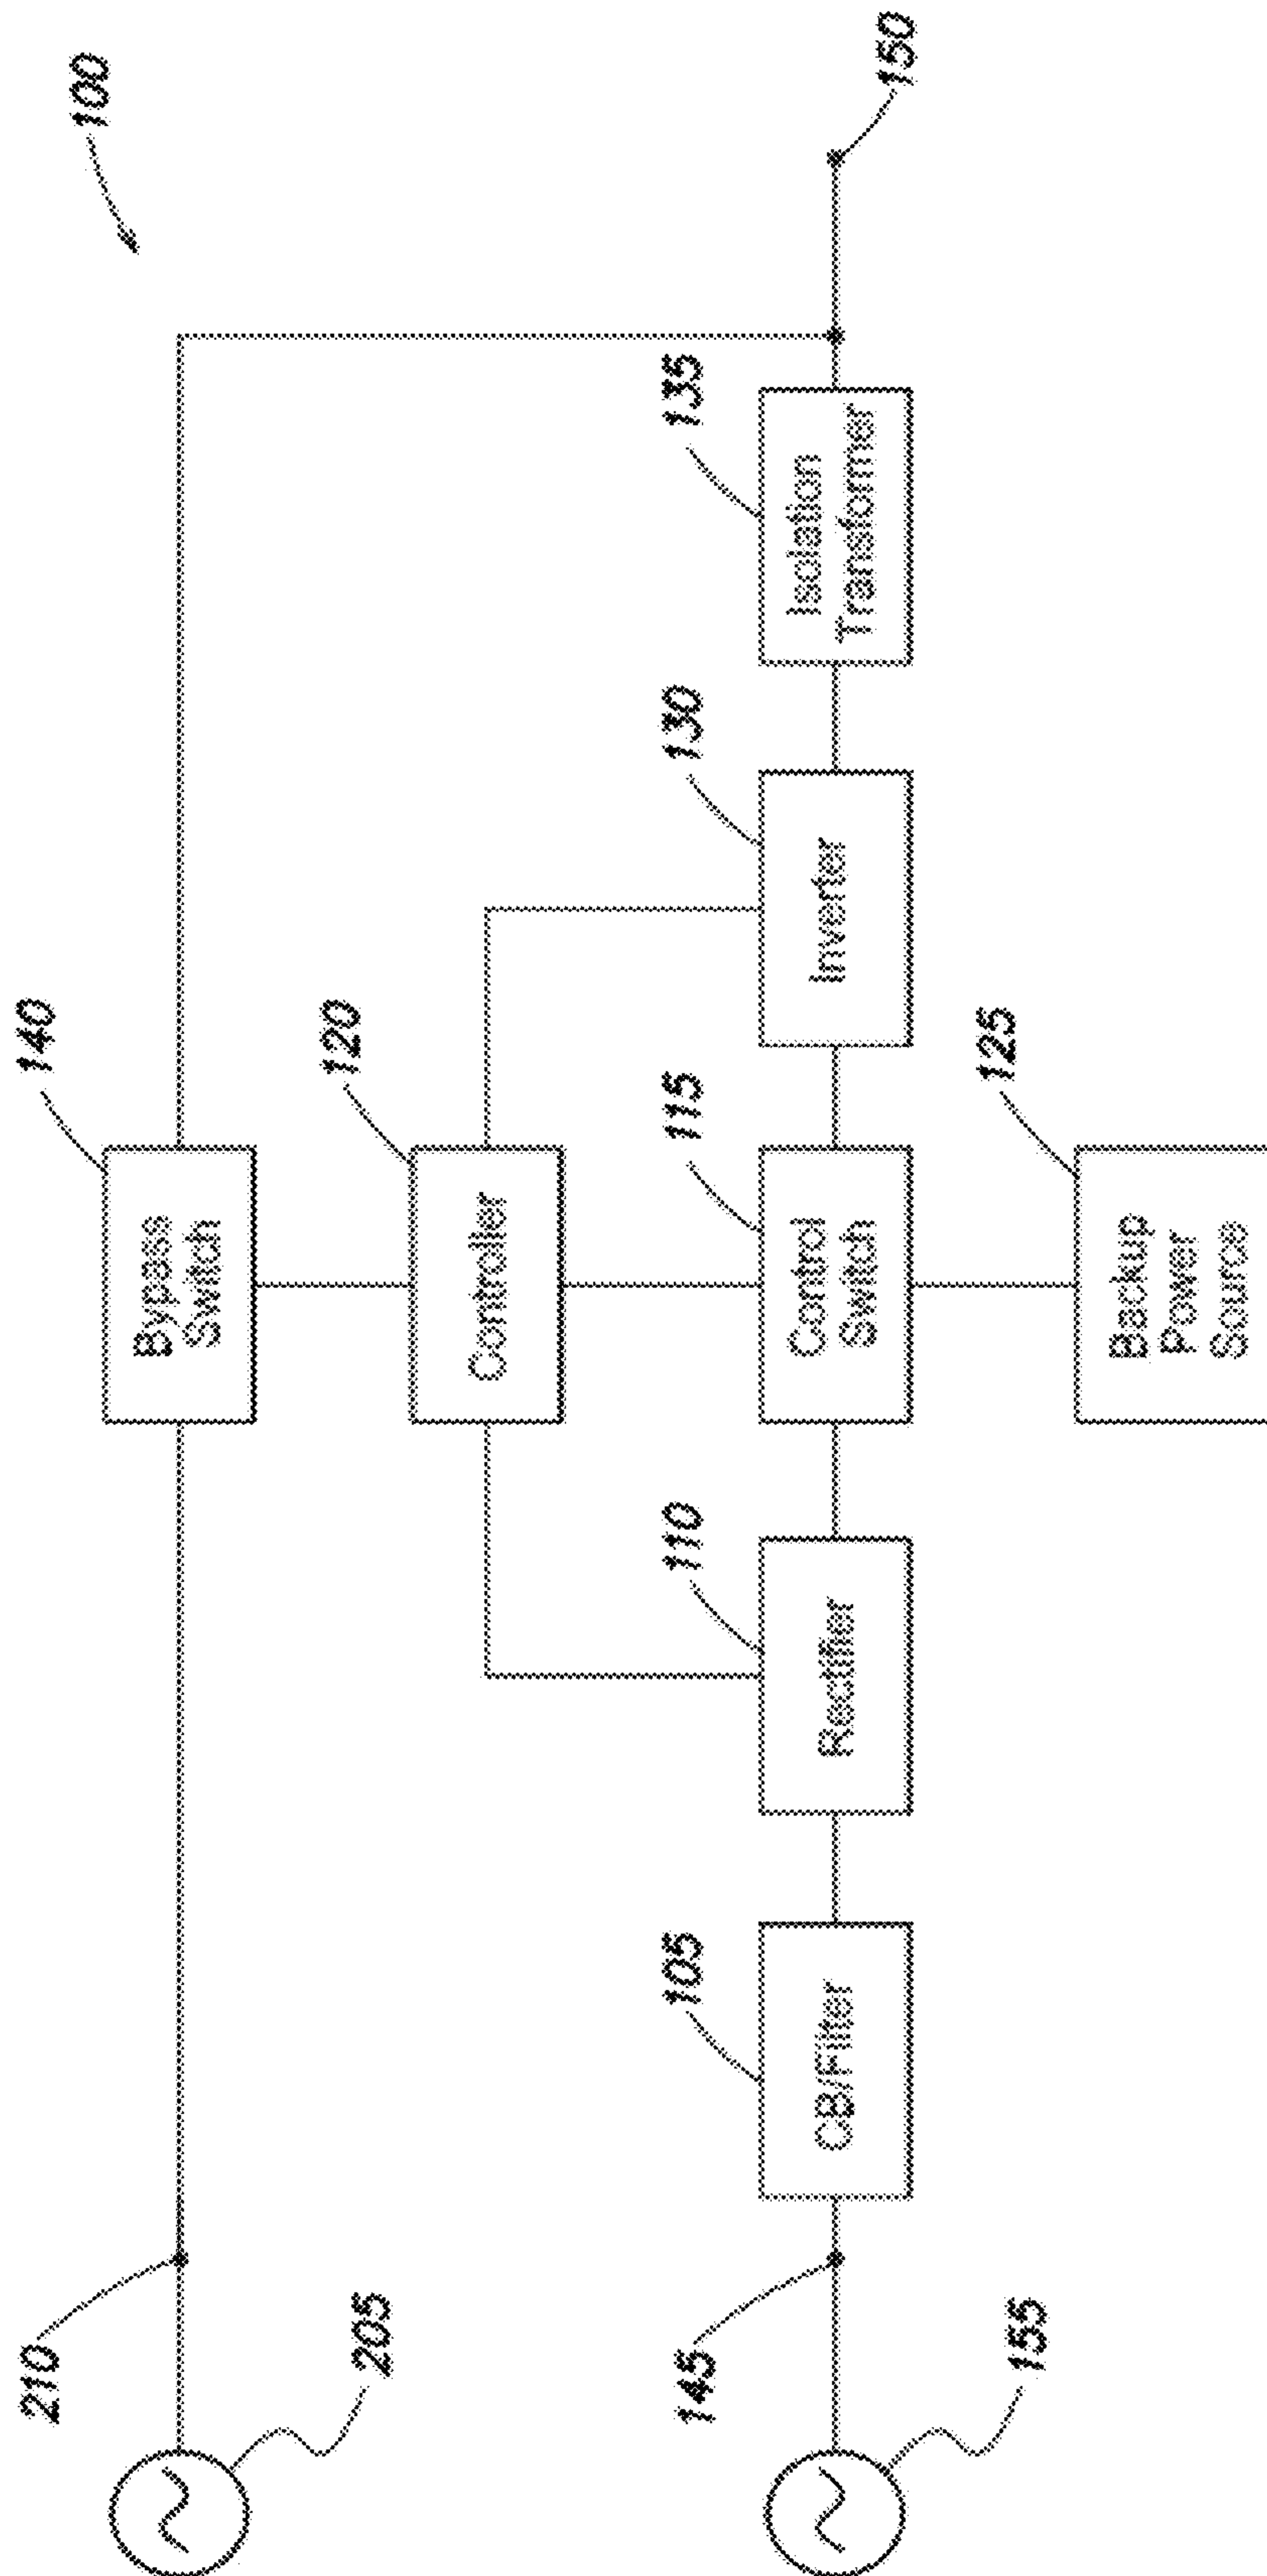 100
140
Bypass
Switch
210
205
120
Controller
150
110
Rectifier
115
Control
Switch
130
Inverter
135
Isolation
Transformer
105
CB/Filter
145
155
125
Backup
Power
Source